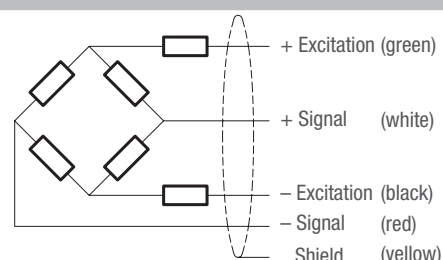 + Excitation (green)
+ Signal (white)
– Excitation (black)
– Signal (red)
Shield (yellow)